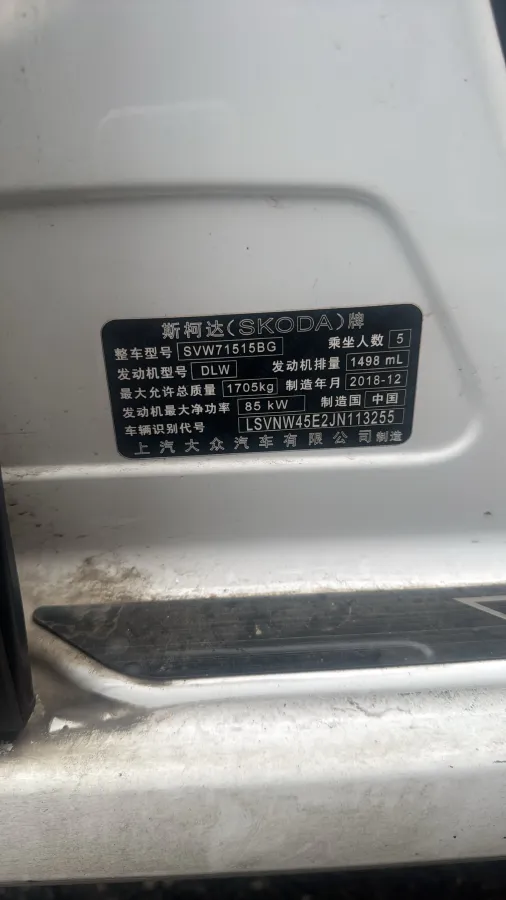 斯柯达(SKODA)牌
整车型号 SVW71515BG 乘坐人数 5
发动机型号 DLW 发动机排量 1498 mL
最大允许总质量 1705kg 制造年月 2018-12
发动机最大净功率 85 kW 制造国 中国
车辆识别代号 LSVNW45E2JN113255
上汽大众汽车有限公司制造